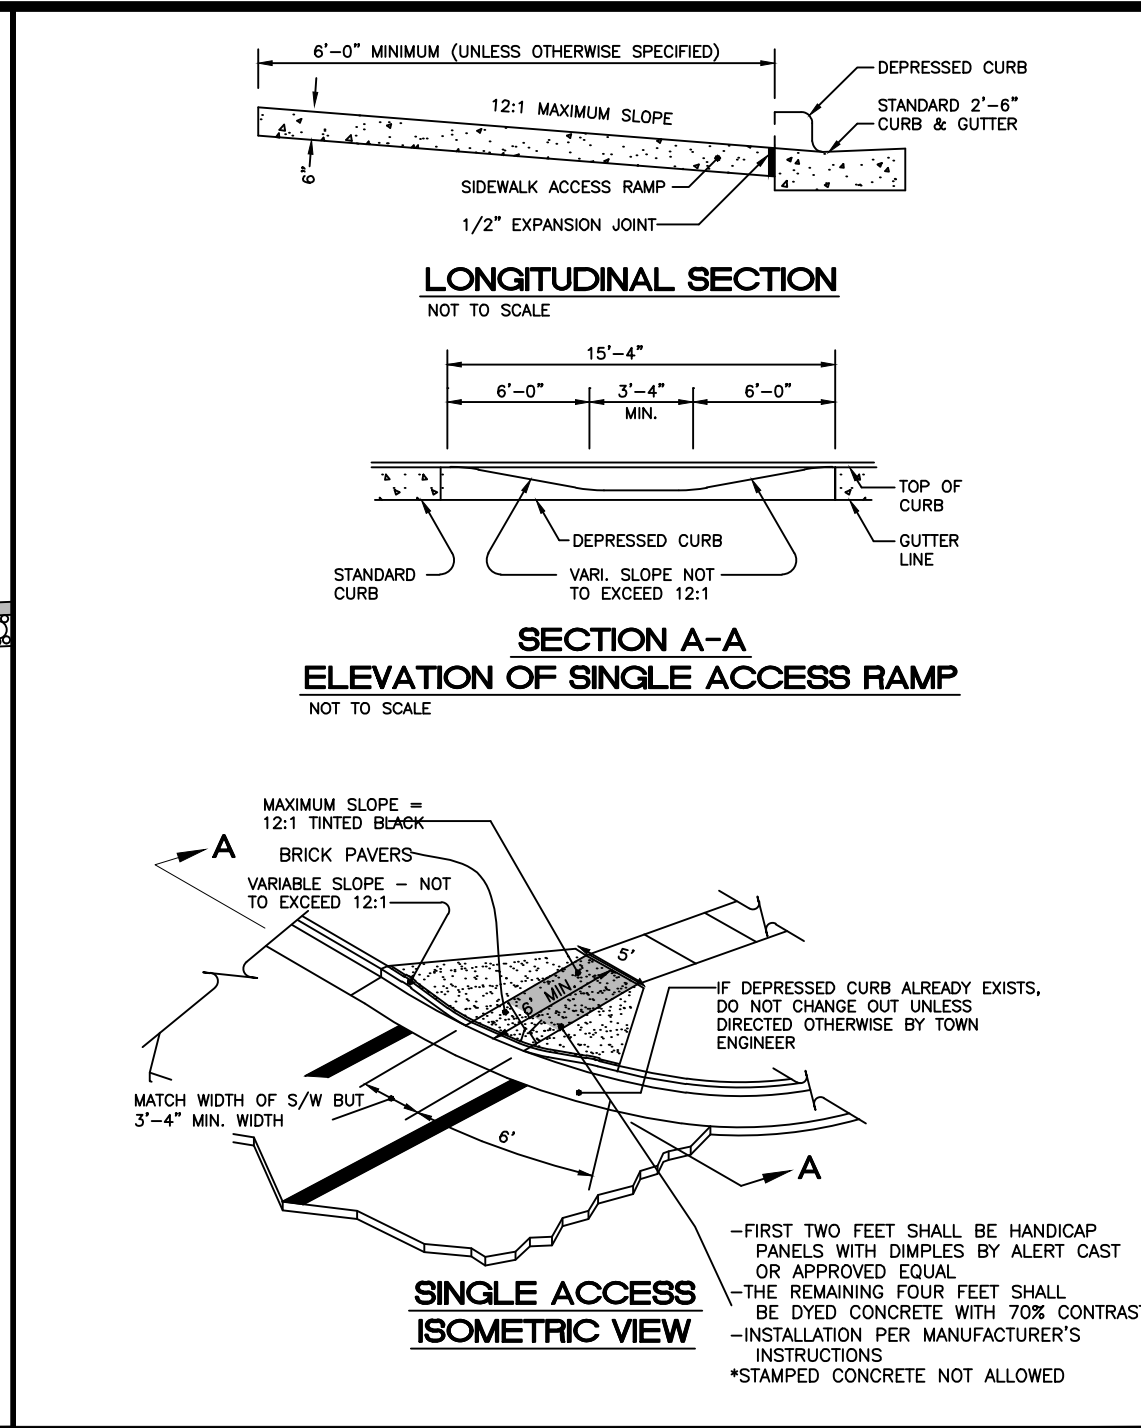 6'-0" MINIMUM (UNLESS OTHERWISE SPECIFIED)
DEPRESSED CURB
12:1 MAXIMUM SLOPE
STANDARD 2'-6"
CURB & GUTTER
6"
SIDEWALK ACCESS RAMP
1/2" EXPANSION JOINT
LONGITUDINAL SECTION
NOT TO SCALE
15'-4"
6'-0"
3'-4"
MIN.
6'-0"
TOP OF
CURB
DEPRESSED CURB
GUTTER
LINE
STANDARD
CURB
VARI. SLOPE NOT
TO EXCEED 12:1
SECTION A-A
ELEVATION OF SINGLE ACCESS RAMP
NOT TO SCALE
MAXIMUM SLOPE =
12:1 TINTED BLACK
A
BRICK PAVERS
VARIABLE SLOPE - NOT
TO EXCEED 12:1
5'
6' MIN.
IF DEPRESSED CURB ALREADY EXISTS,
DO NOT CHANGE OUT UNLESS
DIRECTED OTHERWISE BY TOWN
ENGINEER
MATCH WIDTH OF S/W BUT
3'-4" MIN. WIDTH
6'
A
-FIRST TWO FEET SHALL BE HANDICAP
PANELS WITH DIMPLES BY ALERT CAST
OR APPROVED EQUAL
-THE REMAINING FOUR FEET SHALL
BE DYED CONCRETE WITH 70% CONTRAST
-INSTALLATION PER MANUFACTURER'S
INSTRUCTIONS
*STAMPED CONCRETE NOT ALLOWED
SINGLE ACCESS
ISOMETRIC VIEW